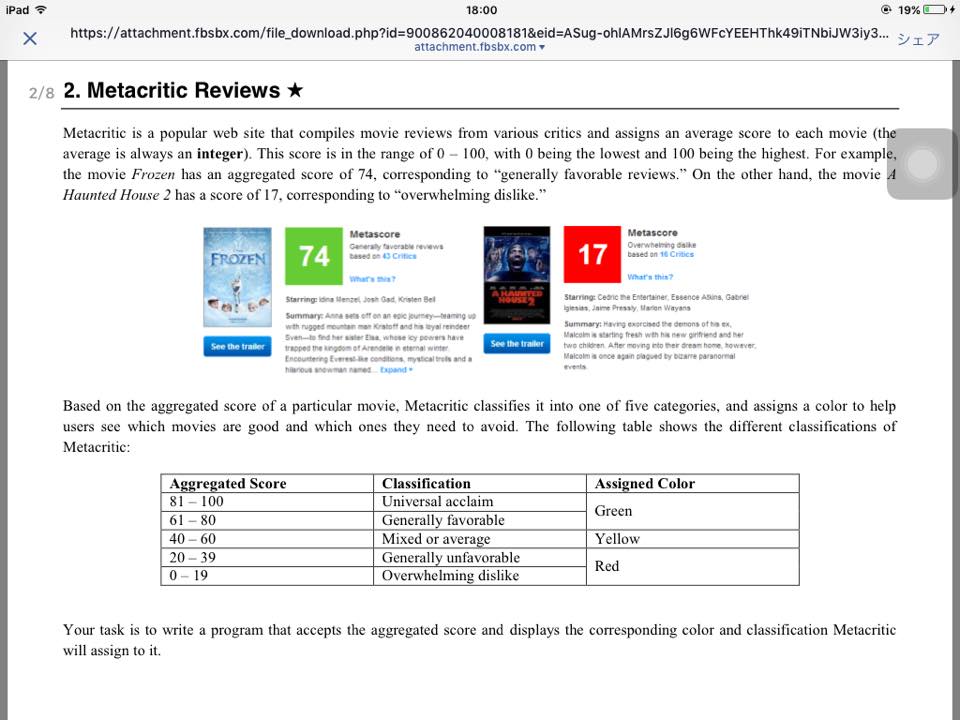 iPad 18:00 19%
https://attachment.fbsbx.com/file_download.php?id=900862040008181&eid=ASug-ohlAMrsZJl6g6WFcYEEHThk49iTNbiJW3iy3... シェア
attachment.fbsbx.com ▾
2/8 2. Metacritic Reviews ★
Metacritic is a popular web site that compiles movie reviews from various critics and assigns an average score to each movie (the
average is always an integer). This score is in the range of 0 – 100, with 0 being the lowest and 100 being the highest. For example,
the movie Frozen has an aggregated score of 74, corresponding to “generally favorable reviews.” On the other hand, the movie A
Haunted House 2 has a score of 17, corresponding to “overwhelming dislike.”
FROZEN
See the trailer
74
Metascore
Generally favorable reviews
based on 43 Critics
What's this?
Starring: Idina Menzel, Josh Gad, Kristen Bell
Summary: Anna sets off on an epic journey—teaming up
with rugged mountain man Kristoff and his loyal reindeer
Sven—to find her sister Elsa, whose icy powers have
trapped the kingdom of Arendelle in eternal winter.
Encountering Everest-like conditions, mystical trolls and a
hilarious snowman named... Expand
A HAUNTED
HOUSE 2
See the trailer
17
Metascore
Overwhelming dislike
based on 16 Critics
What's this?
Starring: Cedric the Entertainer, Essence Atkins, Gabriel
Iglesias, Jaime Pressly, Marlon Wayans
Summary: Having exorcised the demons of his ex,
Malcolm is starting fresh with his new girlfriend and her
two children. After moving into their dream home, however,
Malcolm is once again plagued by bizarre paranormal
events.
Based on the aggregated score of a particular movie, Metacritic classifies it into one of five categories, and assigns a color to help
users see which movies are good and which ones they need to avoid. The following table shows the different classifications of
Metacritic:
Aggregated Score Classification Assigned Color
81 – 100 Universal acclaim
Green
61 – 80 Generally favorable
40 – 60 Mixed or average Yellow
20 – 39 Generally unfavorable
Red
0 – 19 Overwhelming dislike
Your task is to write a program that accepts the aggregated score and displays the corresponding color and classification Metacritic
will assign to it.